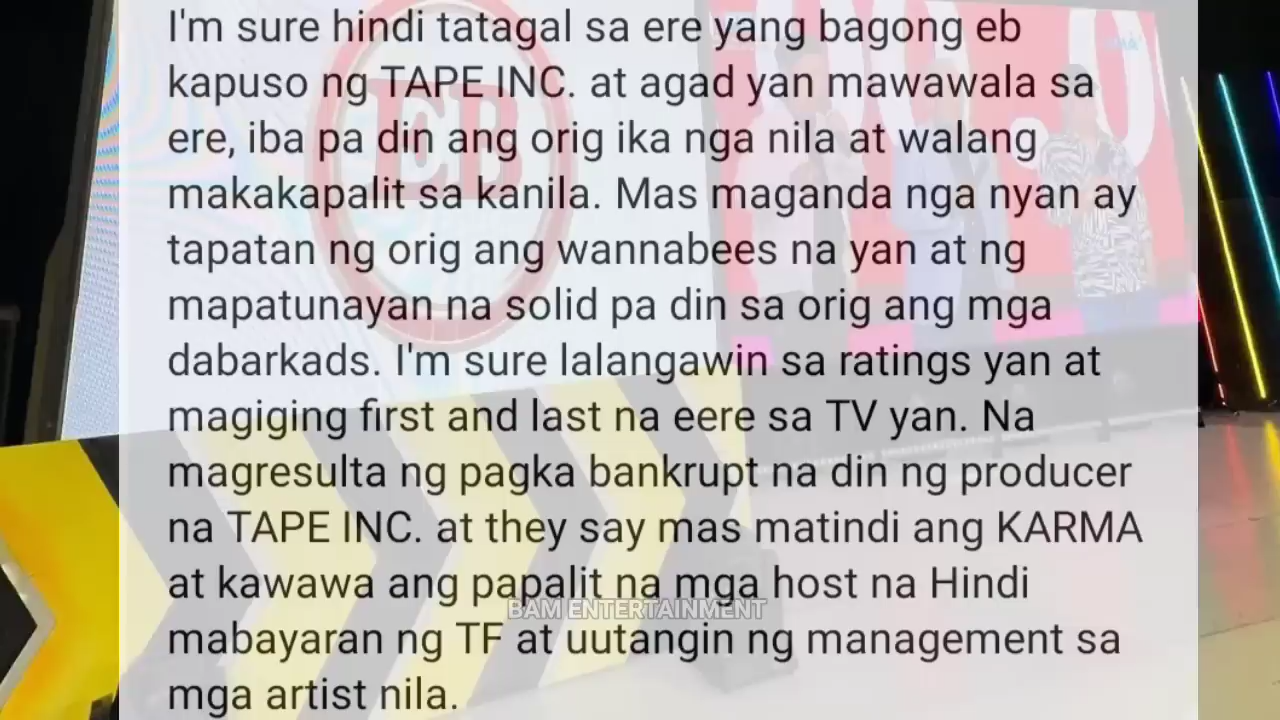 I'm sure hindi tatagal sa ere yang bagong eb
kapuso ng TAPE INC. at agad yan mawawala sa
ere, iba pa din ang orig ika nga nila at walang
makakapalit sa kanila. Mas maganda nga nyan ay
tapatan ng orig ang wannabees na yan at ng
mapatunayan na solid pa din sa orig ang mga
dabarkads. I'm sure lalangawin sa ratings yan at
magiging first and last na eere sa TV yan. Na
magresulta ng pagka bankrupt na din ng producer
na TAPE INC. at they say mas matindi ang KARMA
at kawawa ang papalit na mga host na Hindi
BAM ENTERTAINMENT
mabayaran ng TF at uutangin ng management sa
mga artist nila.